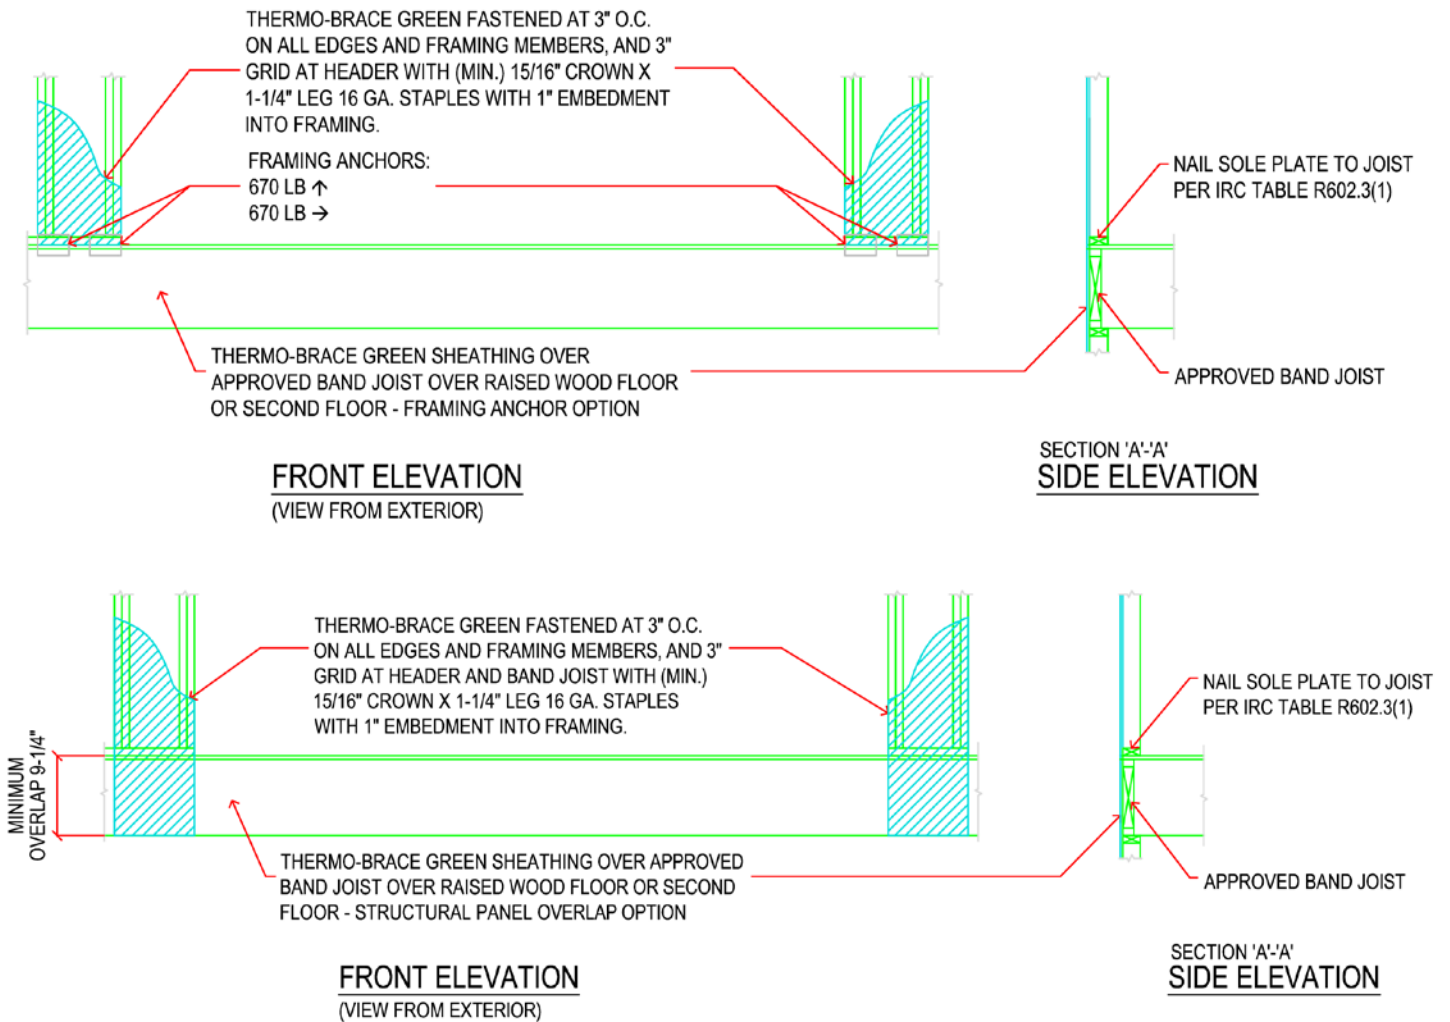 THERMO-BRACE GREEN FASTENED AT 3" O.C.
ON ALL EDGES AND FRAMING MEMBERS, AND 3"
GRID AT HEADER WITH (MIN.) 15/16" CROWN X
1-1/4" LEG 16 GA. STAPLES WITH 1" EMBEDMENT
INTO FRAMING.
FRAMING ANCHORS:
670 LB ↑
670 LB →
NAIL SOLE PLATE TO JOIST
PER IRC TABLE R602.3(1)
THERMO-BRACE GREEN SHEATHING OVER
APPROVED BAND JOIST OVER RAISED WOOD FLOOR
OR SECOND FLOOR - FRAMING ANCHOR OPTION
APPROVED BAND JOIST
FRONT ELEVATION
(VIEW FROM EXTERIOR)
SECTION 'A'-'A'
SIDE ELEVATION
THERMO-BRACE GREEN FASTENED AT 3" O.C.
ON ALL EDGES AND FRAMING MEMBERS, AND 3"
GRID AT HEADER AND BAND JOIST WITH (MIN.)
15/16" CROWN X 1-1/4" LEG 16 GA. STAPLES
WITH 1" EMBEDMENT INTO FRAMING.
NAIL SOLE PLATE TO JOIST
PER IRC TABLE R602.3(1)
MINIMUM
OVERLAP 9-1/4"
THERMO-BRACE GREEN SHEATHING OVER APPROVED
BAND JOIST OVER RAISED WOOD FLOOR OR SECOND
FLOOR - STRUCTURAL PANEL OVERLAP OPTION
APPROVED BAND JOIST
FRONT ELEVATION
(VIEW FROM EXTERIOR)
SECTION 'A'-'A'
SIDE ELEVATION